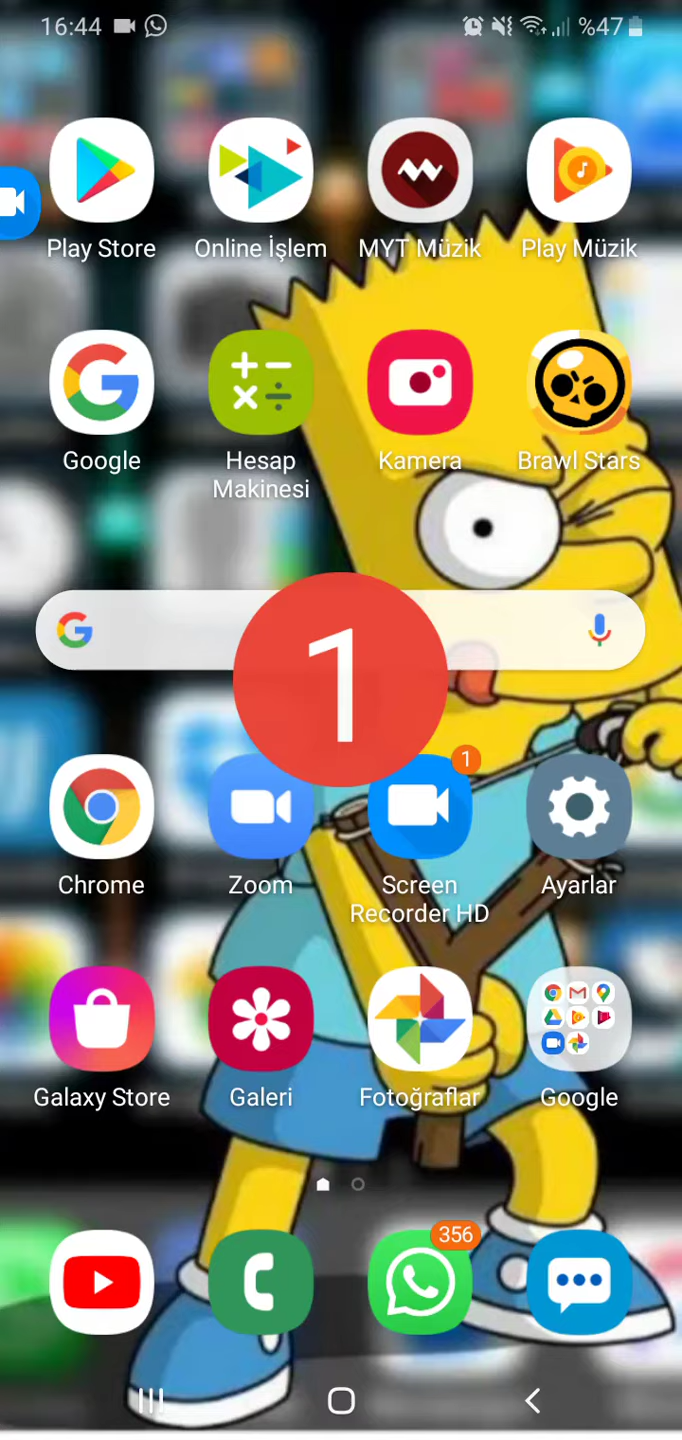 16:44
%47
Play Store
Online İşlem
MYT Müzik
Play Müzik
Google
Hesap
Makinesi
Kamera
Brawl Stars
1
1
Chrome
Zoom
Screen
Recorder HD
Ayarlar
Galaxy Store
Galeri
Fotoğraflar
Google
356